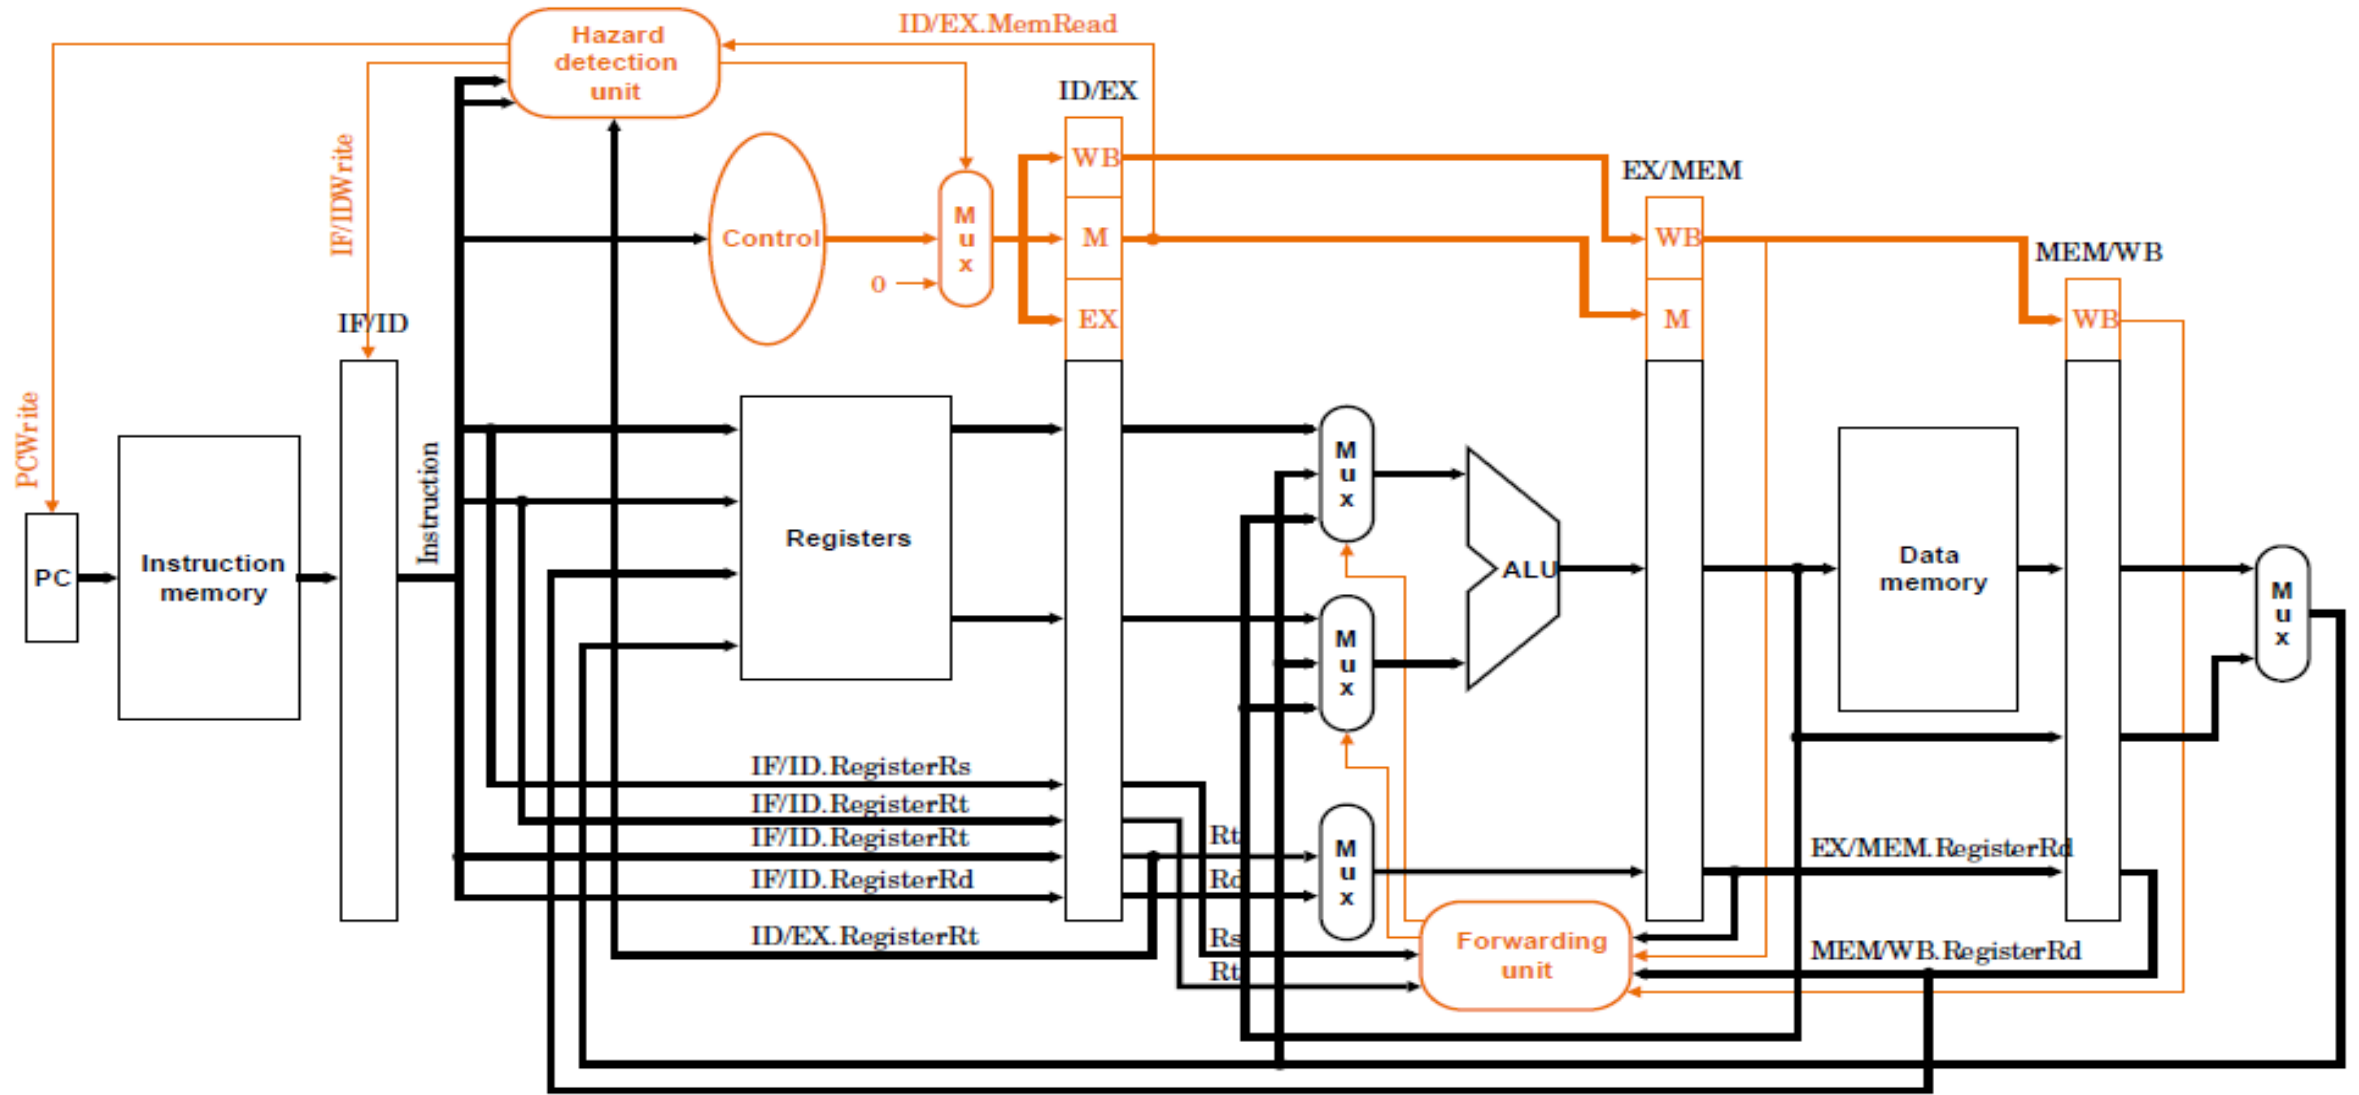 Hazard
detection
unit
ID/EX.MemRead
ID/EX
IF/IDWrite
WB
EX/MEM
Control
M
u
x
M
WB
MEM/WB
0
EX
M
WB
IF/ID
PCWrite
Instruction
PC
Instruction
memory
Registers
M
u
x
M
u
x
ALU
Data
memory
M
u
x
IF/ID.RegisterRs
IF/ID.RegisterRt
IF/ID.RegisterRt
IF/ID.RegisterRd
ID/EX.RegisterRt
Rt
Rd
Rs
Rt
M
u
x
EX/MEM.RegisterRd
Forwarding
unit
MEM/WB.RegisterRd